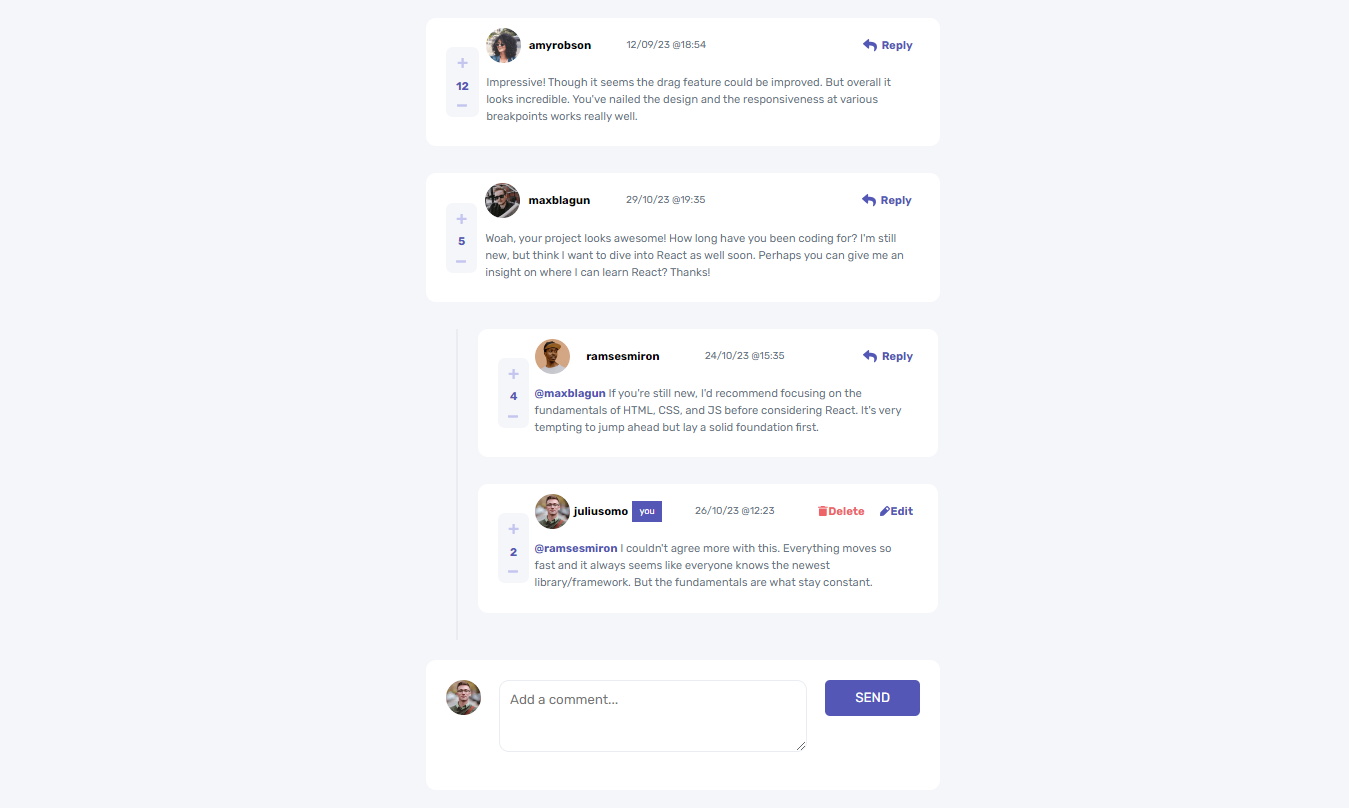 amyrobson 12/09/23 @18:54 Reply
+
12
−
Impressive! Though it seems the drag feature could be improved. But overall it
looks incredible. You've nailed the design and the responsiveness at various
breakpoints works really well.
maxblagun 29/10/23 @19:35 Reply
+
5
−
Woah, your project looks awesome! How long have you been coding for? I'm still
new, but think I want to dive into React as well soon. Perhaps you can give me an
insight on where I can learn React? Thanks!
ramsesmiron 24/10/23 @15:35 Reply
+
4
−
@maxblagun If you're still new, I'd recommend focusing on the
fundamentals of HTML, CSS, and JS before considering React. It's very
tempting to jump ahead but lay a solid foundation first.
juliusomo you 26/10/23 @12:23 Delete Edit
+
2
−
@ramsesmiron I couldn't agree more with this. Everything moves so
fast and it always seems like everyone knows the newest
library/framework. But the fundamentals are what stay constant.
Add a comment... SEND